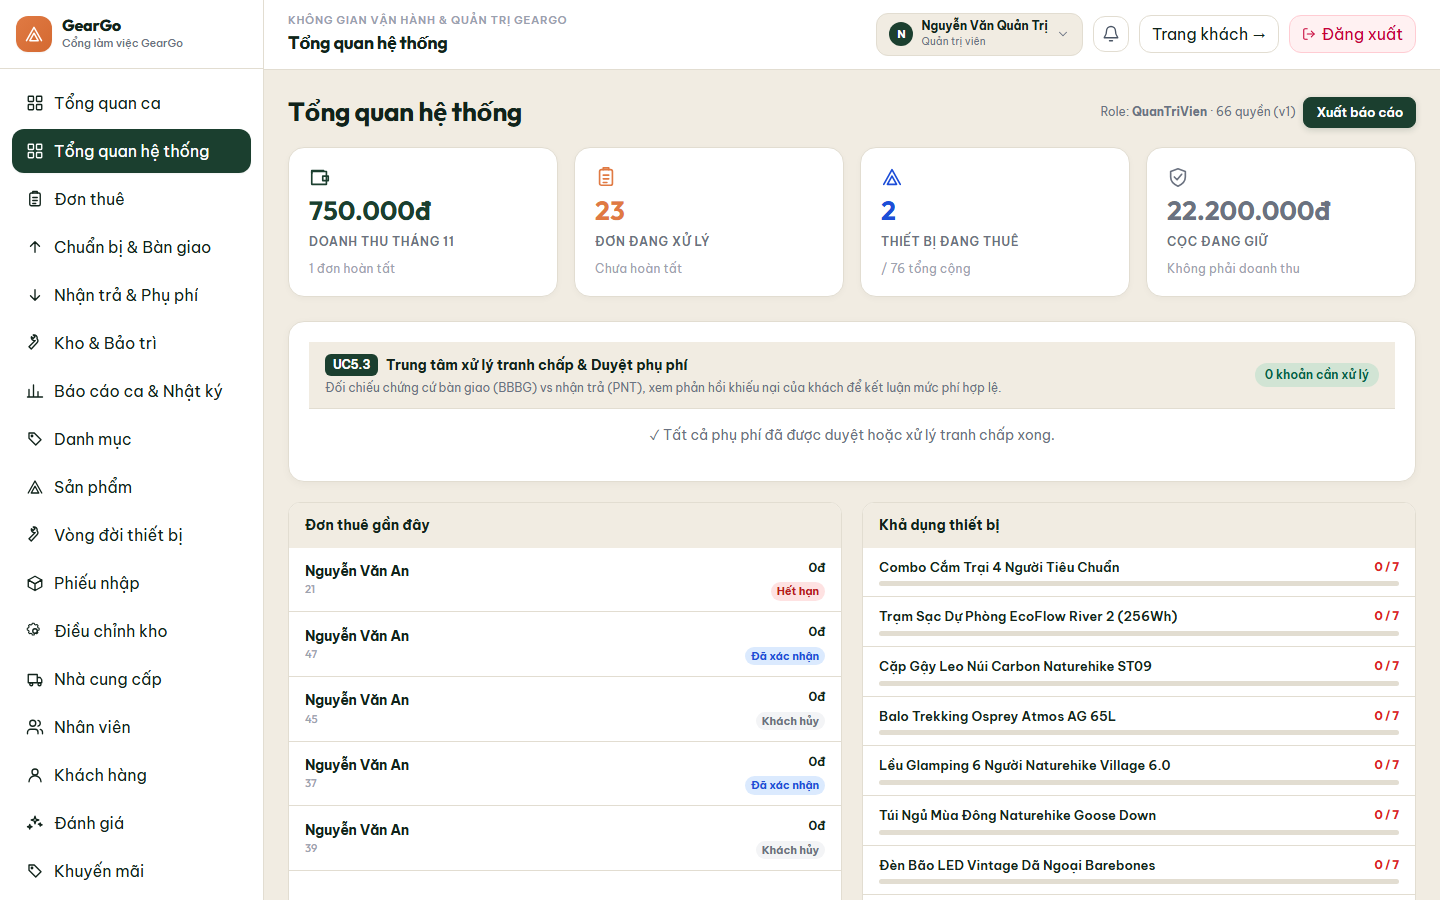 GearGo
Cổng làm việc GearGo
Tổng quan ca
Tổng quan hệ thống
Đơn thuê
Chuẩn bị & Bàn giao
Nhận trả & Phụ phí
Kho & Bảo trì
Báo cáo ca & Nhật ký
Danh mục
Sản phẩm
Vòng đời thiết bị
Phiếu nhập
Điều chỉnh kho
Nhà cung cấp
Nhân viên
Khách hàng
Đánh giá
Khuyến mãi
KHÔNG GIAN VẬN HÀNH & QUẢN TRỊ GEARGO
Tổng quan hệ thống
N
Nguyễn Văn Quản Trị
Quản trị viên
Trang khách →
Đăng xuất
Tổng quan hệ thống
Role: QuanTriVien · 66 quyền (v1)
Xuất báo cáo
750.000đ
DOANH THU THÁNG 11
1 đơn hoàn tất
23
ĐƠN ĐANG XỬ LÝ
Chưa hoàn tất
2
THIẾT BỊ ĐANG THUÊ
/ 76 tổng cộng
22.200.000đ
CỌC ĐANG GIỮ
Không phải doanh thu
UC5.3 Trung tâm xử lý tranh chấp & Duyệt phụ phí
Đối chiếu chứng cứ bàn giao (BBBG) vs nhận trả (PNT), xem phản hồi khiếu nại của khách để kết luận mức phí hợp lệ.
0 khoản cần xử lý
✓ Tất cả phụ phí đã được duyệt hoặc xử lý tranh chấp xong.
Đơn thuê gần đây
Nguyễn Văn An 0đ
21 Hết hạn
Nguyễn Văn An 0đ
47 Đã xác nhận
Nguyễn Văn An 0đ
45 Khách hủy
Nguyễn Văn An 0đ
37 Đã xác nhận
Nguyễn Văn An 0đ
39 Khách hủy
Khả dụng thiết bị
Combo Cắm Trại 4 Người Tiêu Chuẩn 0 / 7
Trạm Sạc Dự Phòng EcoFlow River 2 (256Wh) 0 / 7
Cặp Gậy Leo Núi Carbon Naturehike ST09 0 / 7
Balo Trekking Osprey Atmos AG 65L 0 / 7
Lều Glamping 6 Người Naturehike Village 6.0 0 / 7
Túi Ngủ Mùa Đông Naturehike Goose Down 0 / 7
Đèn Bão LED Vintage Dã Ngoại Barebones 0 / 7